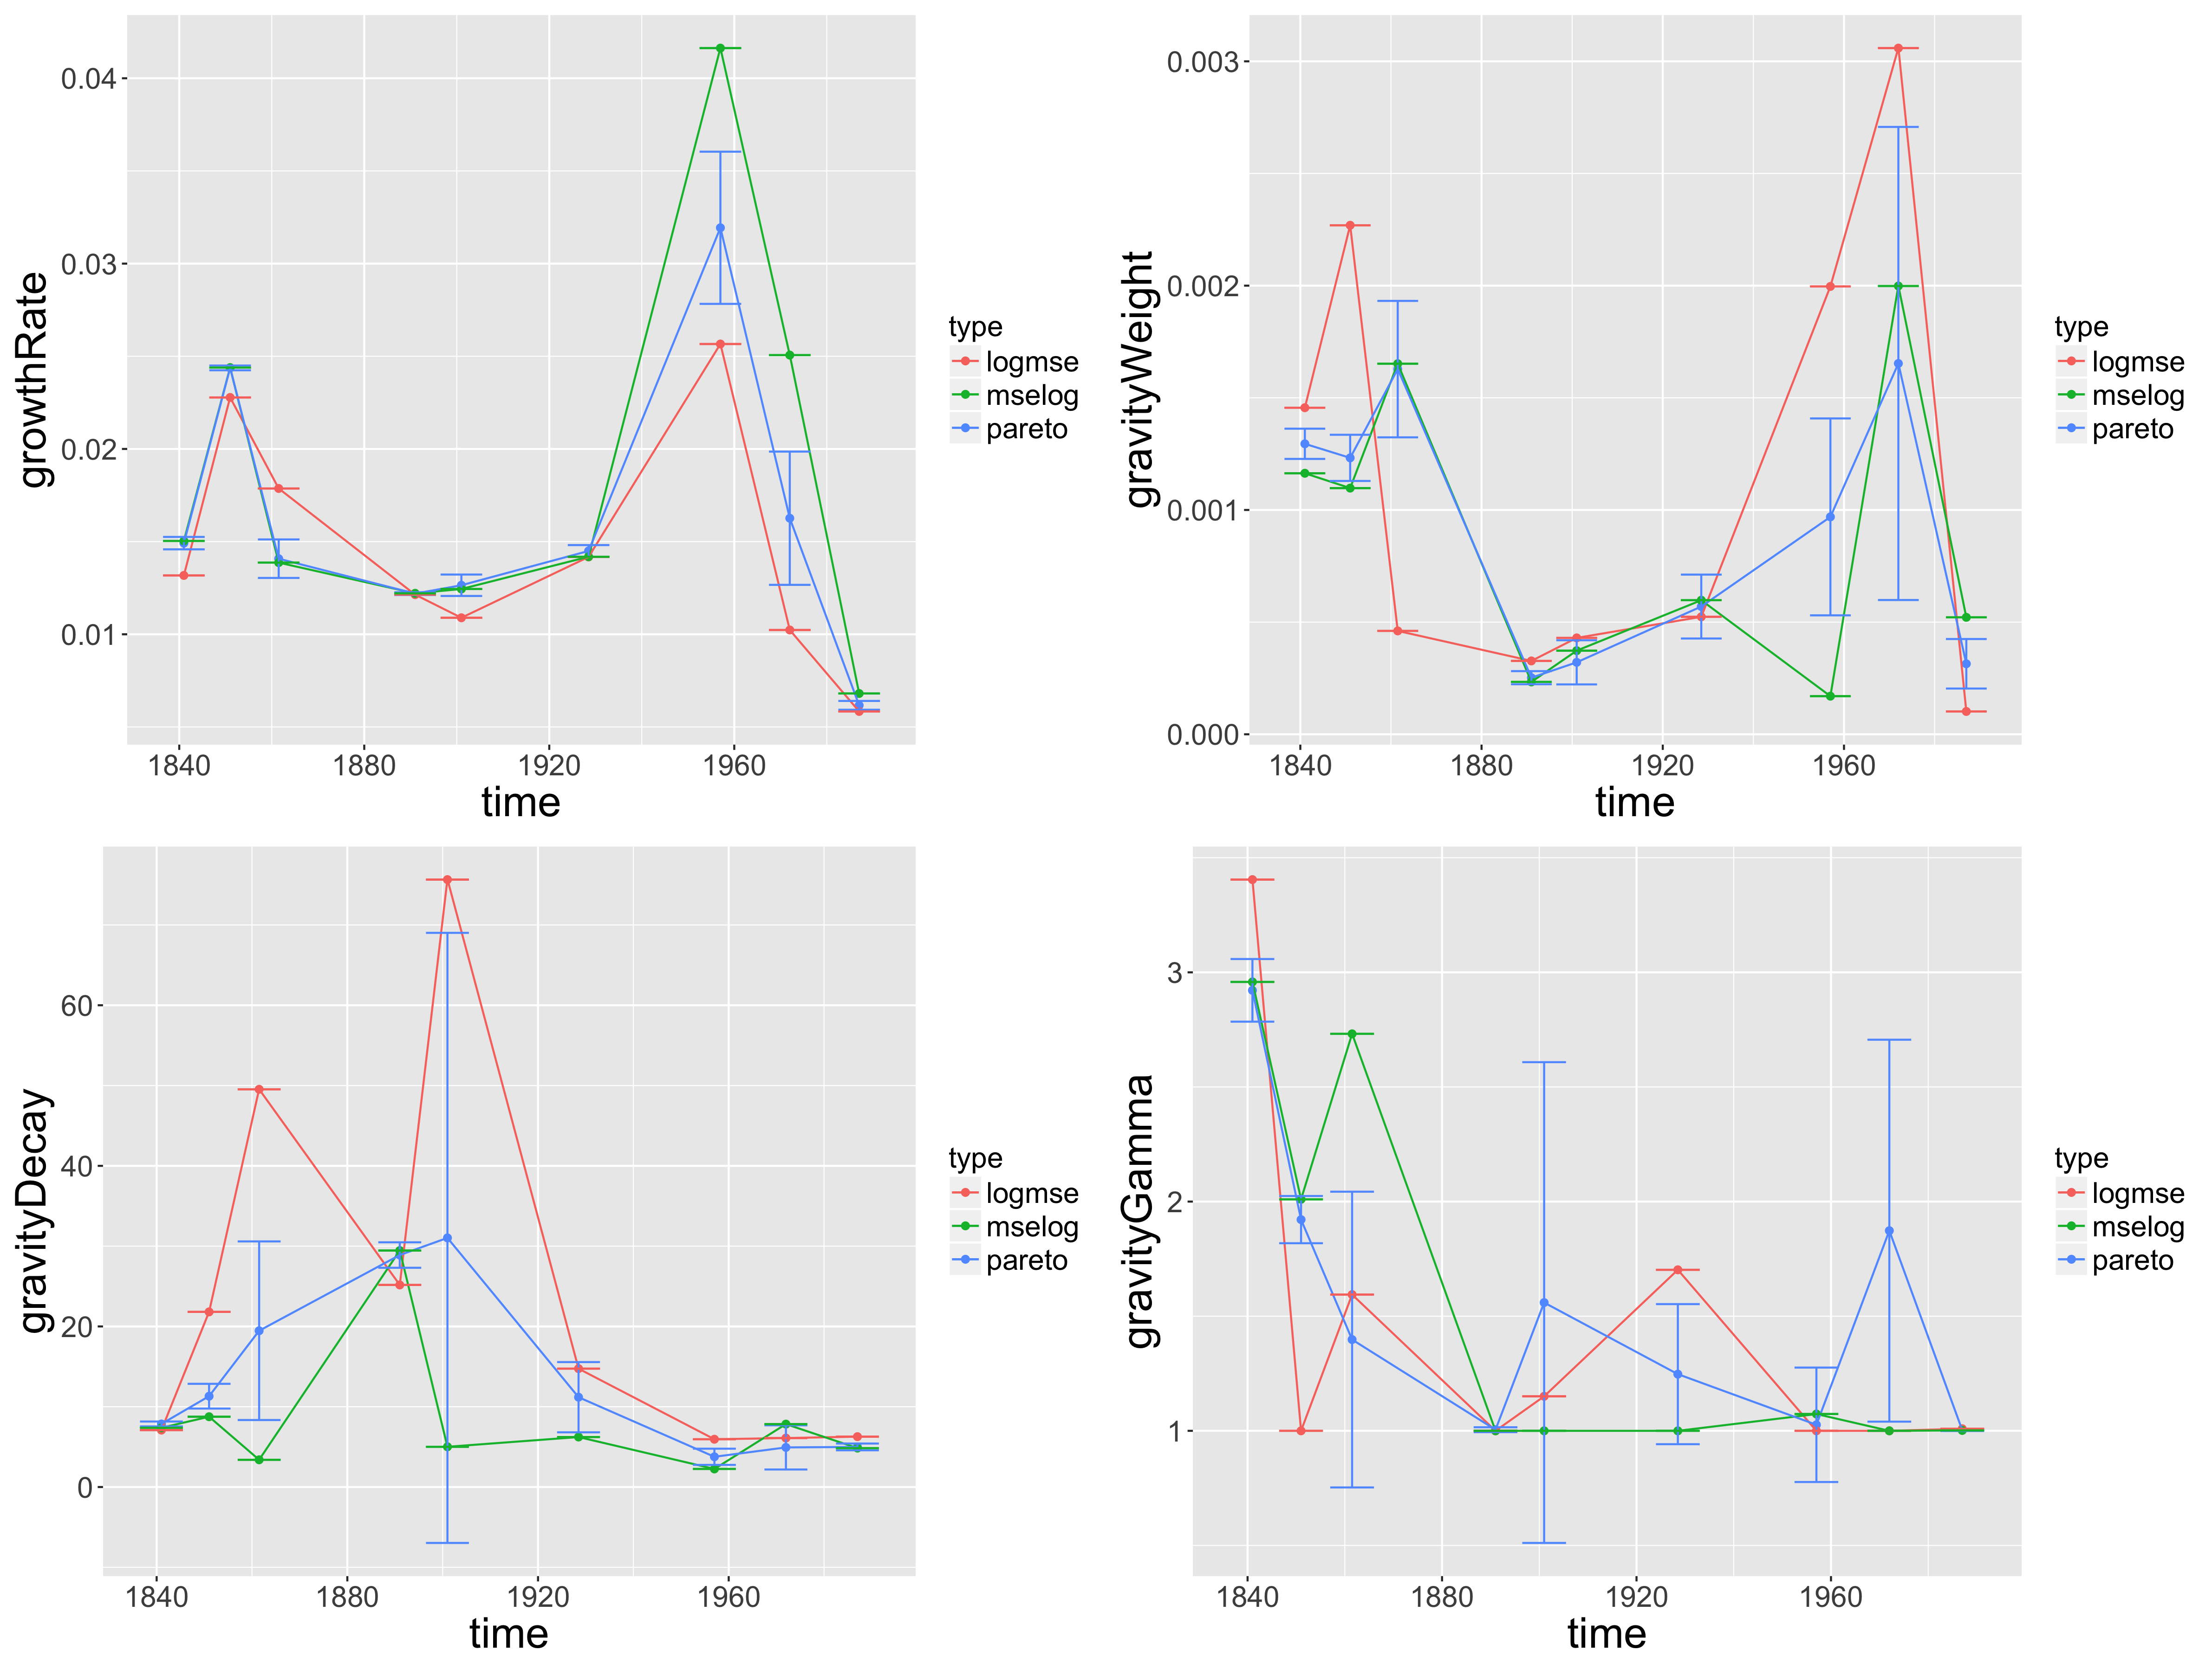 growthRate
0.04
0.03
0.02
0.01
1840 1880 1920 1960
time
type
logmse
mselog
pareto
gravityWeight
0.003
0.002
0.001
0.000
1840 1880 1920 1960
time
type
logmse
mselog
pareto
gravityDecay
60
40
20
0
1840 1880 1920 1960
time
type
logmse
mselog
pareto
gravityGamma
3
2
1
1840 1880 1920 1960
time
type
logmse
mselog
pareto